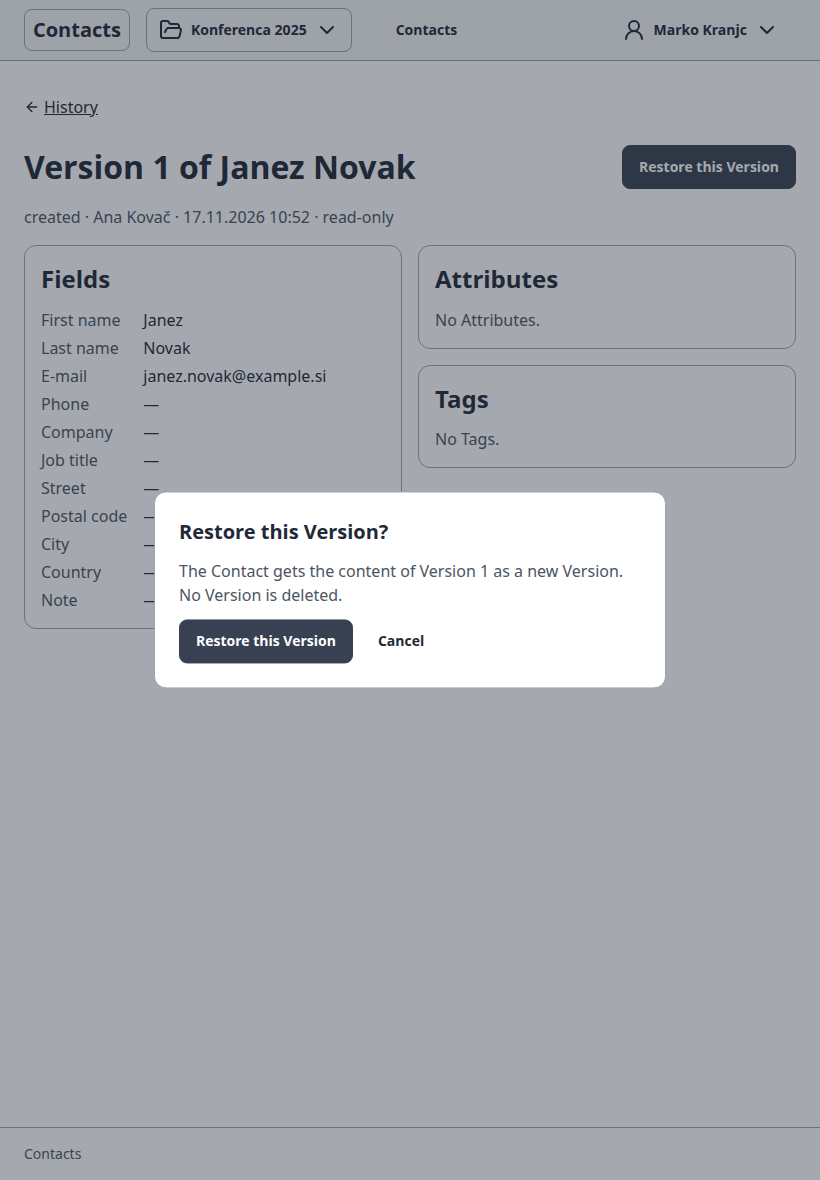 Contacts
Konferenca 2025
Contacts
Marko Kranjc
← History
Version 1 of Janez Novak
Restore this Version
created · Ana Kovač · 17.11.2026 10:52 · read-only
Fields
First name Janez
Last name Novak
E-mail janez.novak@example.si
Phone —
Company —
Job title —
Street —
Postal code —
City —
Country —
Note —
Attributes
No Attributes.
Tags
No Tags.
Restore this Version?
The Contact gets the content of Version 1 as a new Version.
No Version is deleted.
Restore this Version
Cancel
Contacts